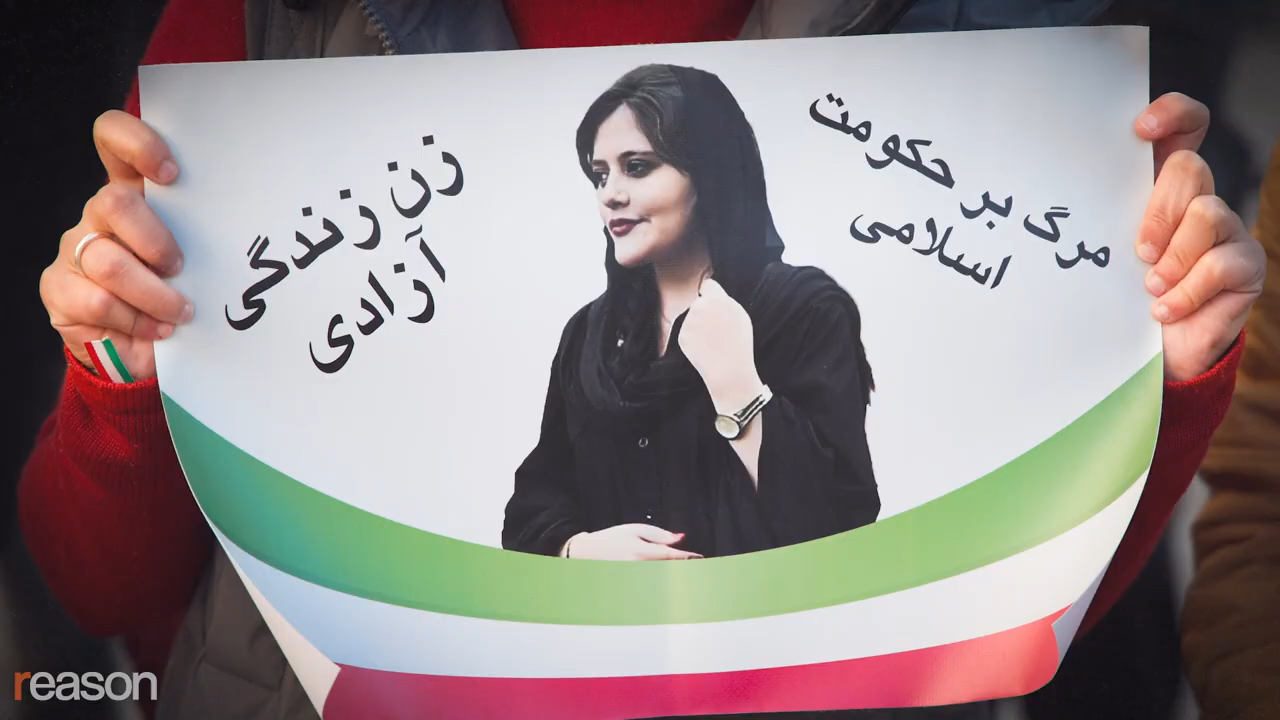 مرگ بر حکومت
اسلامی
زن زندگی
آزادی
reason